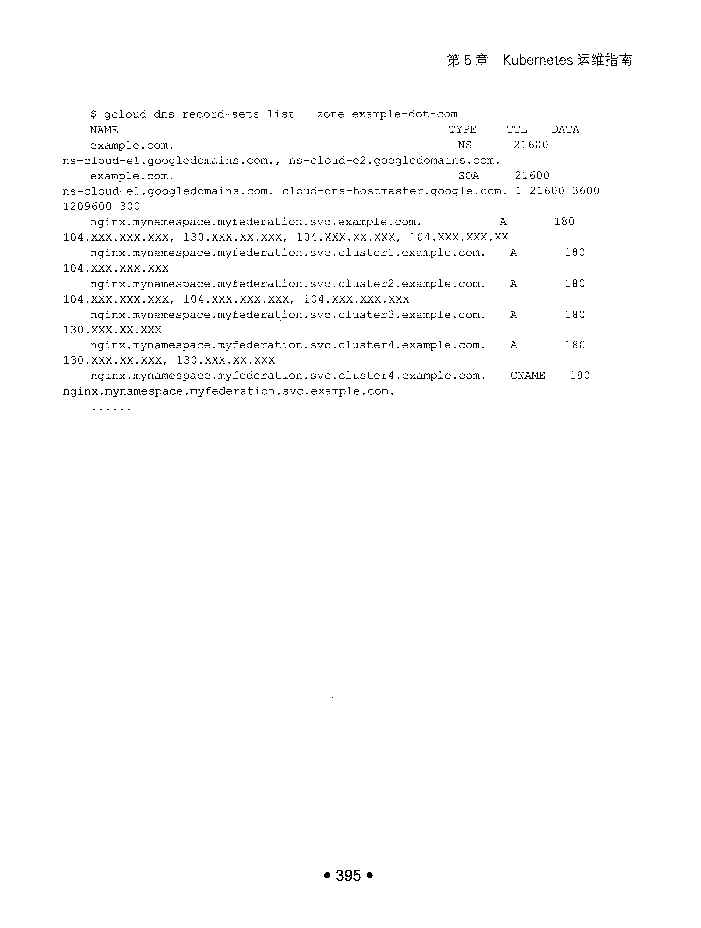 第 5 章 Kubernetes 运维指南
$ gcloud dns record-sets list --zone example-dot-com
NAME TYPE TTL DATA
example.com. NS 21600
ns-cloud-e1.googledomains.com., ns-cloud-e2.googledomains.com.
example.com. SOA 21600
ns-cloud-e1.googledomains.com. cloud-dns-hostmaster.google.com. 1 21600 3600
1209600 300
nginx.mynamespace.myfederation.svc.example.com. A 180
104.XXX.XXX.XXX, 130.XXX.XX.XXX, 104.XXX.XX.XXX, 104.XXX.XXX.XX
nginx.mynamespace.myfederation.svc.cluster1.example.com. A 180
104.XXX.XXX.XXX
nginx.mynamespace.myfederation.svc.cluster2.example.com. A 180
104.XXX.XXX.XXX, 104.XXX.XXX.XXX, 104.XXX.XXX.XXX
nginx.mynamespace.myfederation.svc.cluster3.example.com. A 180
130.XXX.XX.XXX
nginx.mynamespace.myfederation.svc.cluster4.example.com. A 180
130.XXX.XX.XXX, 130.XXX.XX.XXX
nginx.mynamespace.myfederation.svc.cluster4.example.com. CNAME 180
nginx.mynamespace.myfederation.svc.example.com.
......
• 395 •